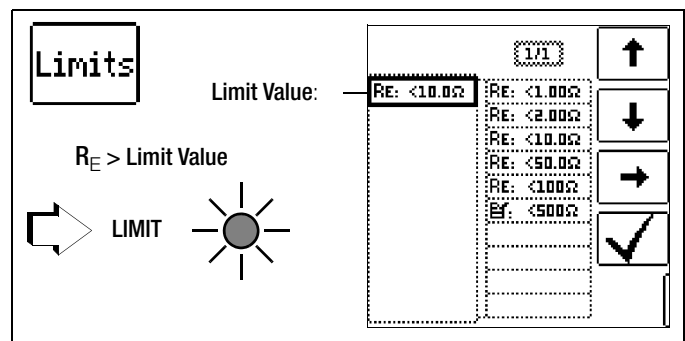 Limits
Limit Value:
RE > Limit Value
LIMIT
1/1
RE: <10.0Ω
RE: <1.00Ω
RE: <2.00Ω
RE: <10.0Ω
RE: <50.0Ω
RE: <100Ω
: <500Ω